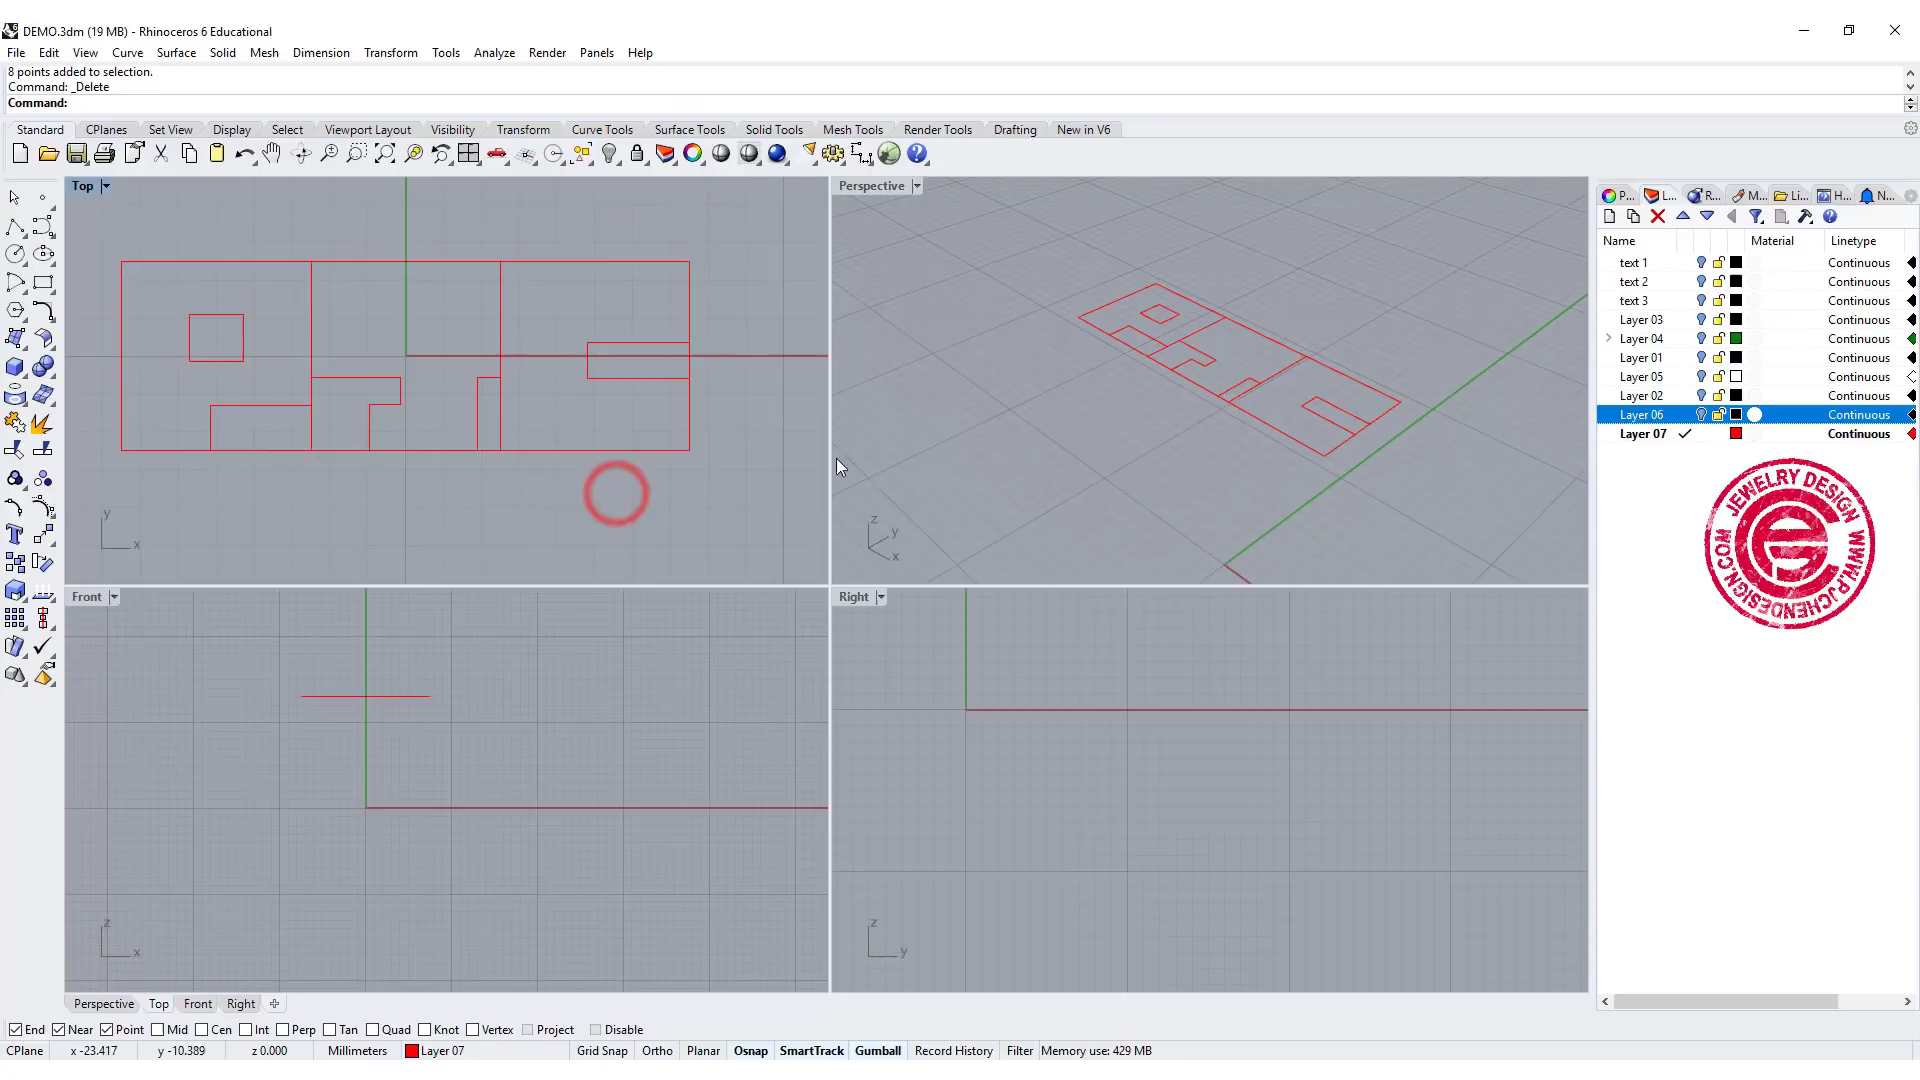 DEMO.3dm (19 MB) - Rhinoceros 6 Educational
File Edit View Curve Surface Solid Mesh Dimension Transform Tools Analyze Render Panels Help
8 points added to selection.
Command: _Delete
Command:
Standard CPlanes Set View Display Select Viewport Layout Visibility Transform Curve Tools Surface Tools Solid Tools Mesh Tools Render Tools Drafting New in V6
Top
Perspective
P... L... R... M... Li... H... N...
Name Material Linetype
text 1 Continuous
text 2 Continuous
text 3 Continuous
Layer 03 Continuous
Layer 04 Continuous
Layer 01 Continuous
Layer 05 Continuous
Layer 02 Continuous
Layer 06 Continuous
Layer 07 Continuous
JEWELRY DESIGN
WWW.PJCHENDESIGN.COM
y
x
z
y
x
Front
Right
z
x
z
y
Perspective Top Front Right
End Near Point Mid Cen Int Perp Tan Quad Knot Vertex Project Disable
CPlane x -23.417 y -10.389 z 0.000 Millimeters Layer 07 Grid Snap Ortho Planar Osnap SmartTrack Gumball Record History Filter Memory use: 429 MB